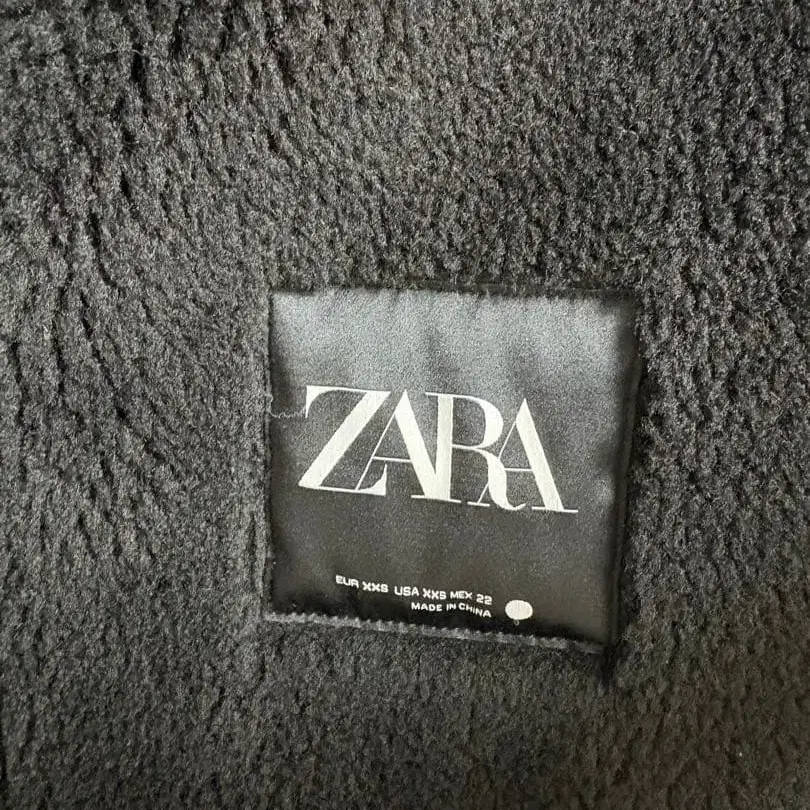 ZARA
EUR XXS USA XXS MEX 22
MADE IN CHINA